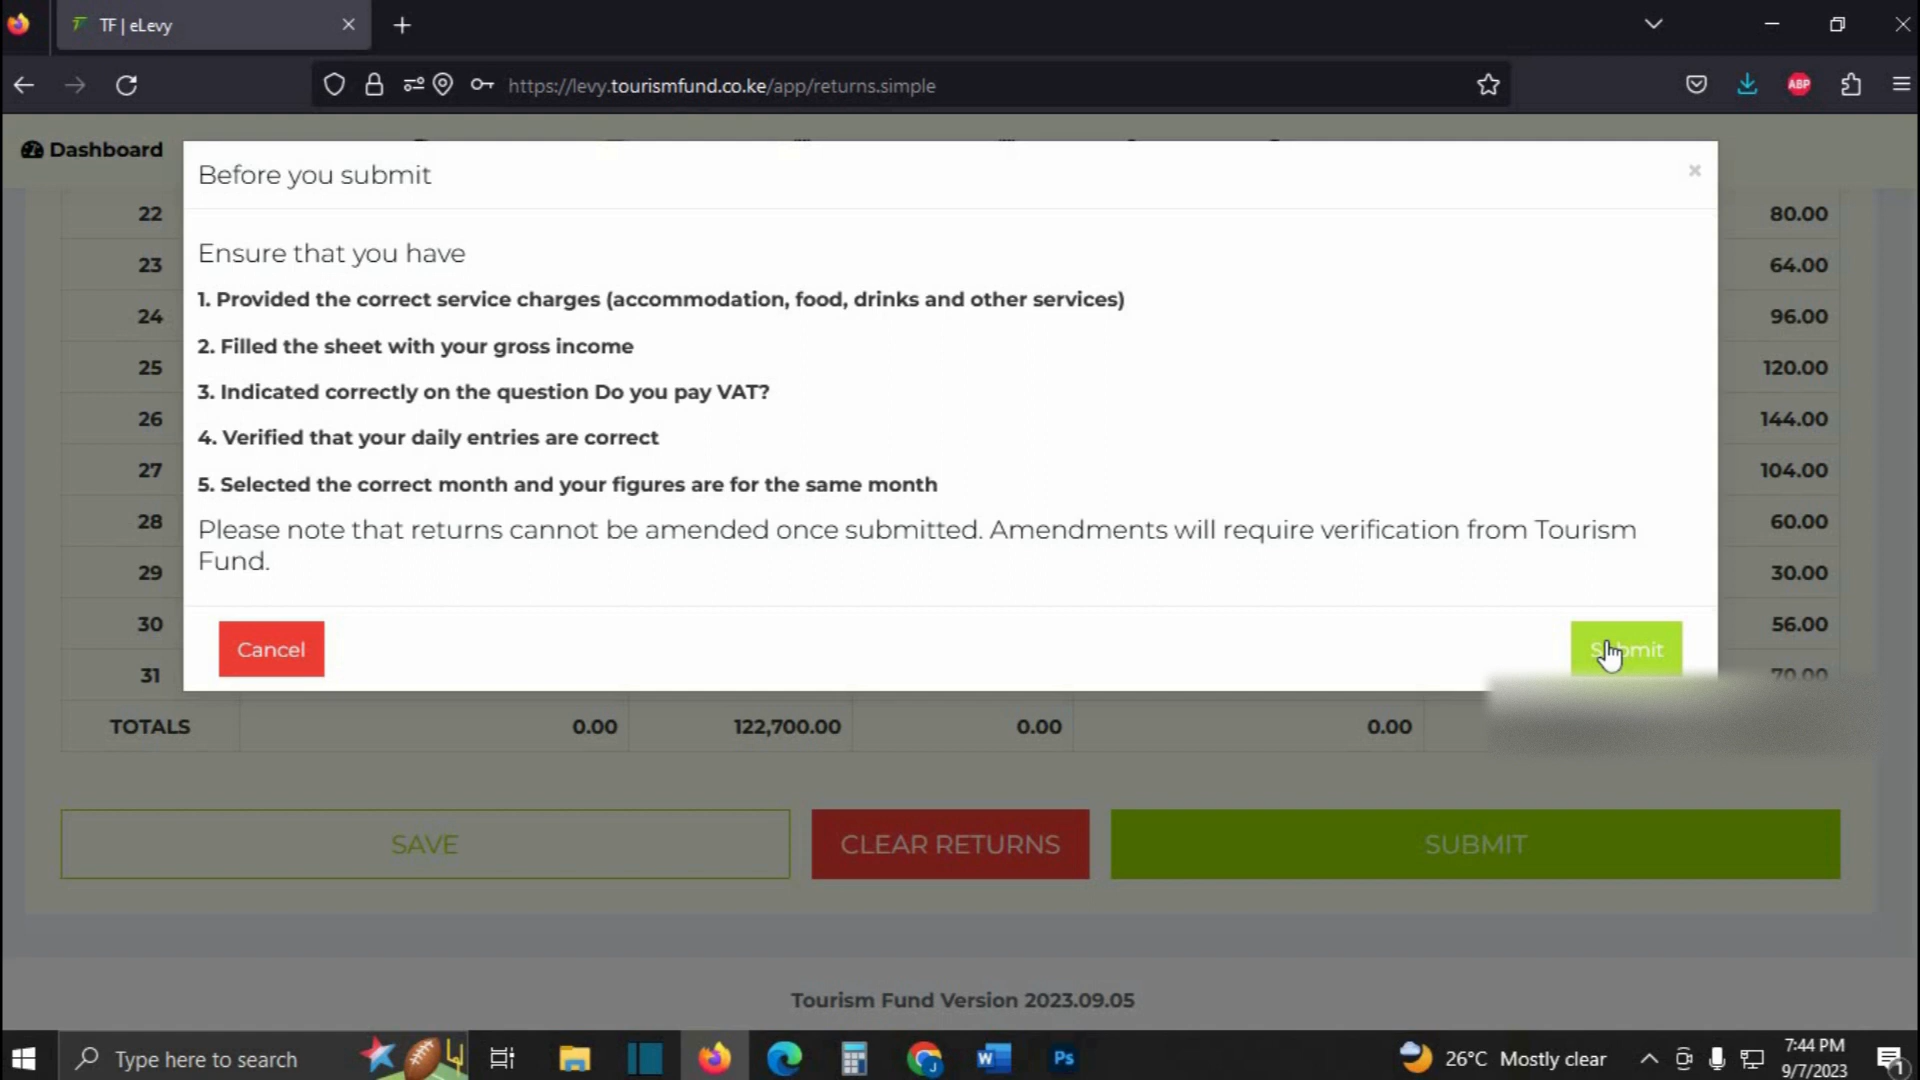 TF | eLevy
https://levy.tourismfund.co.ke/app/returns.simple
ABP
Dashboard
Before you submit
×
Ensure that you have
1. Provided the correct service charges (accommodation, food, drinks and other services)
2. Filled the sheet with your gross income
3. Indicated correctly on the question Do you pay VAT?
4. Verified that your daily entries are correct
5. Selected the correct month and your figures are for the same month
Please note that returns cannot be amended once submitted. Amendments will require verification from Tourism
Fund.
Cancel
Submit
22 80.00
23 64.00
24 96.00
25 120.00
26 144.00
27 104.00
28 60.00
29 30.00
30 56.00
31 70.00
TOTALS 0.00 122,700.00 0.00 0.00
SAVE
CLEAR RETURNS
SUBMIT
Tourism Fund Version 2023.09.05
Type here to search
W
Ps
26°C Mostly clear
7:44 PM
9/7/2023
1